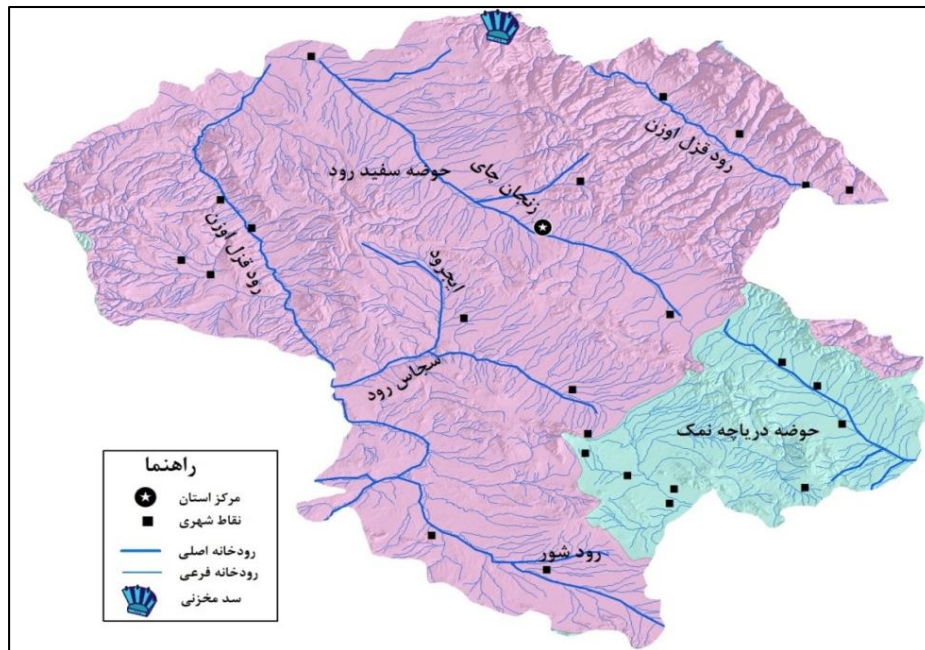 رود قزل اوزن
حوضه سفید رود
زنجان چای
رود قزل اوزن
ایجرود
سجاس رود
حوضه دریاچه نمک
رود شور
راهنما
مرکز استان
نقاط شهری
رودخانه اصلی
رودخانه فرعی
سد مخزنی